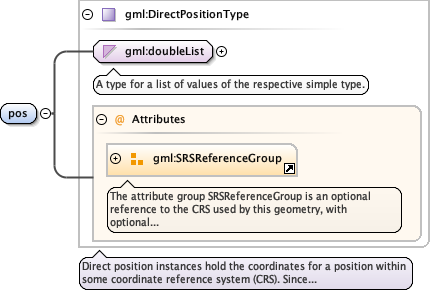 gml:DirectPositionType
gml:doubleList
A type for a list of values of the respective simple type.
pos
@ Attributes
gml:SRSReferenceGroup
The attribute group SRSReferenceGroup is an optional
reference to the CRS used by this geometry, with
optional...
Direct position instances hold the coordinates for a position within
some coordinate reference system (CRS). Since...